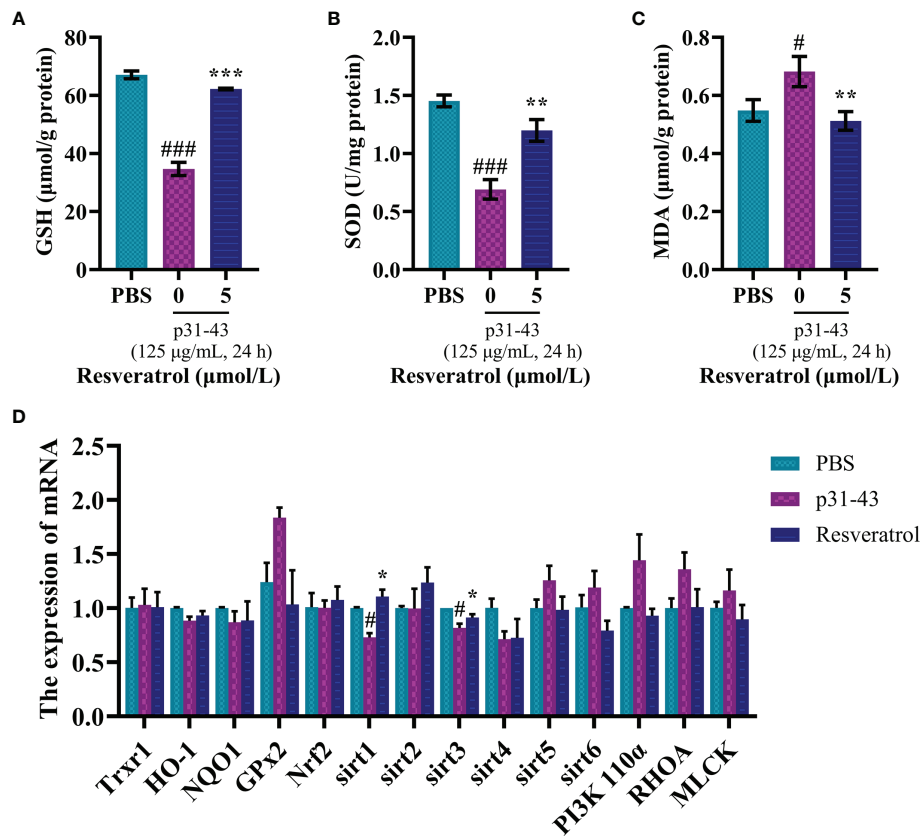 A
GSH (μmol/g protein)
80
60
40
20
0
###
***
PBS 0 5
p31-43
(125 μg/mL, 24 h)
Resveratrol (μmol/L)
B
SOD (U/mg protein)
2.0
1.5
1.0
0.5
0.0
###
**
PBS 0 5
p31-43
(125 μg/mL, 24 h)
Resveratrol (μmol/L)
C
MDA (μmol/g protein)
0.8
0.6
0.4
0.2
0.0
#
**
PBS 0 5
p31-43
(125 μg/mL, 24 h)
Resveratrol (μmol/L)
D
The expression of mRNA
2.5
2.0
1.5
1.0
0.5
0.0
#
*
#
*
Trxr1
HO-1
NQO1
GPx2
Nrf2
sirt1
sirt2
sirt3
sirt4
sirt5
sirt6
PI3K 110α
RHOA
MLCK
PBS
p31-43
Resveratrol